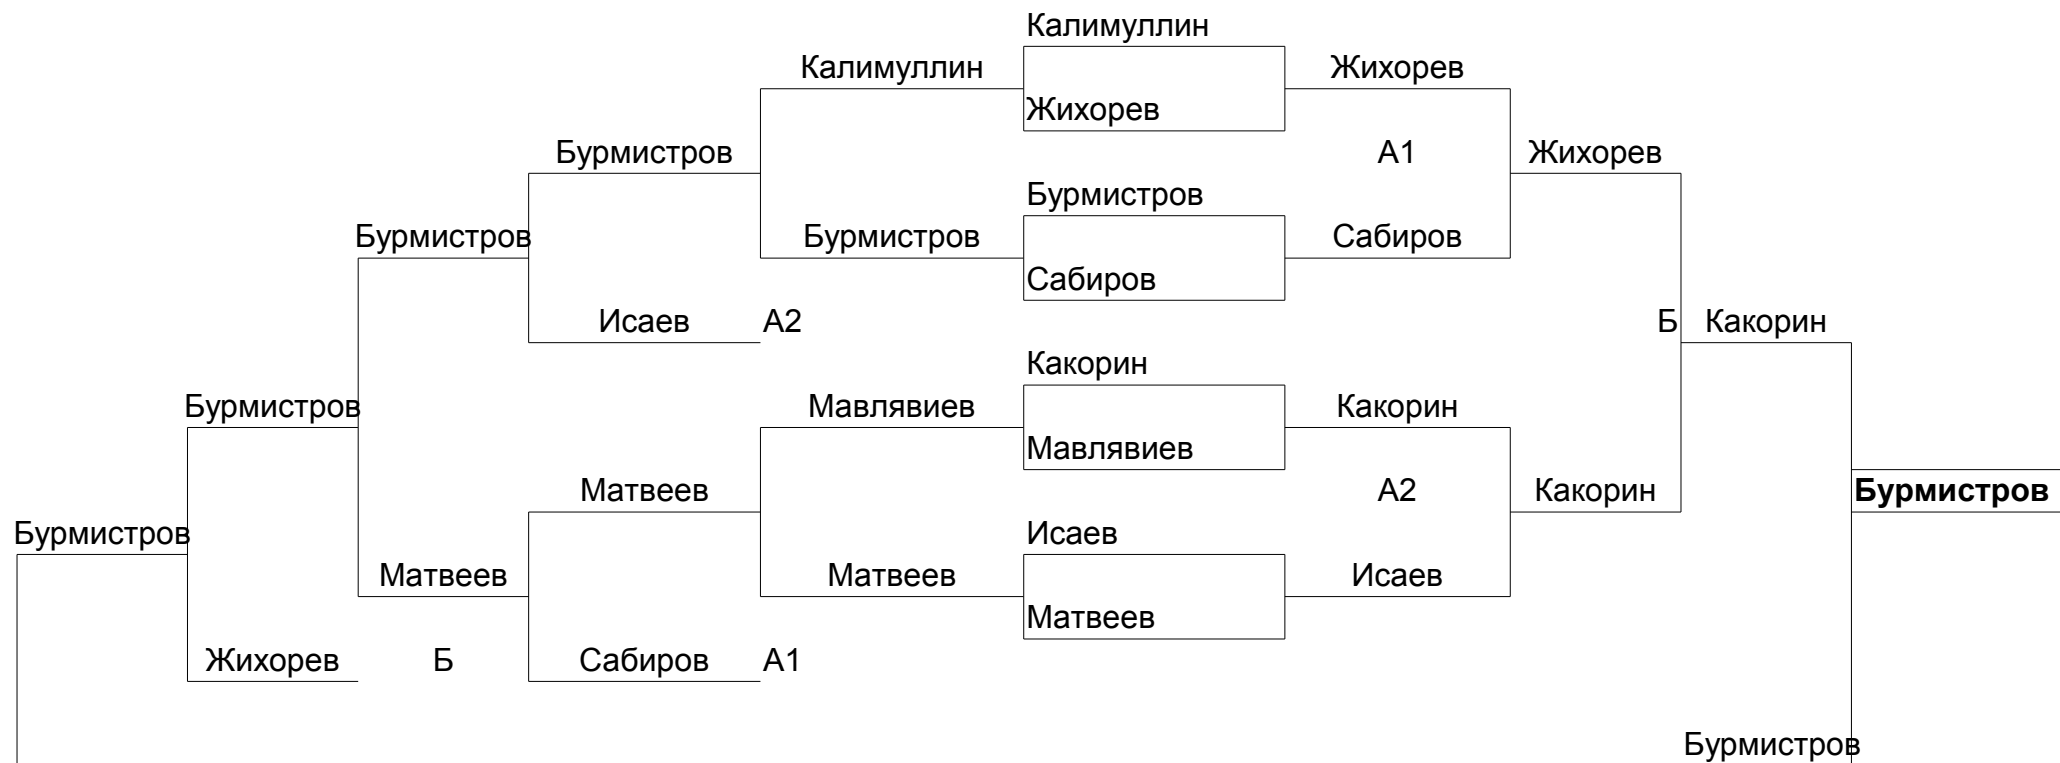 Калимуллин
Калимуллин
Жихорев
Жихорев
Бурмистров
А1
Жихорев
Бурмистров
Бурмистров
Бурмистров
Сабиров
Сабиров
Исаев
А2
Б
Какорин
Какорин
Бурмистров
Мавлявиев
Какорин
Мавлявиев
Матвеев
А2
Какорин
Бурмистров
Бурмистров
Исаев
Матвеев
Матвеев
Исаев
Матвеев
Жихорев
Б
Сабиров
А1
Бурмистров